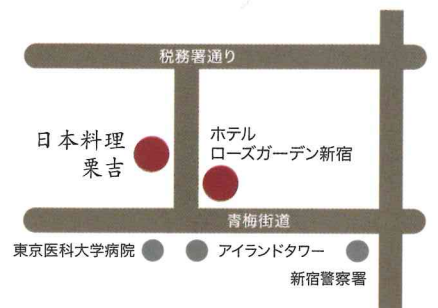 税務署通り
日本料理
栗吉
ホテル
ローズガーデン新宿
青梅街道
東京医科大学病院
アイランドタワー
新宿警察署